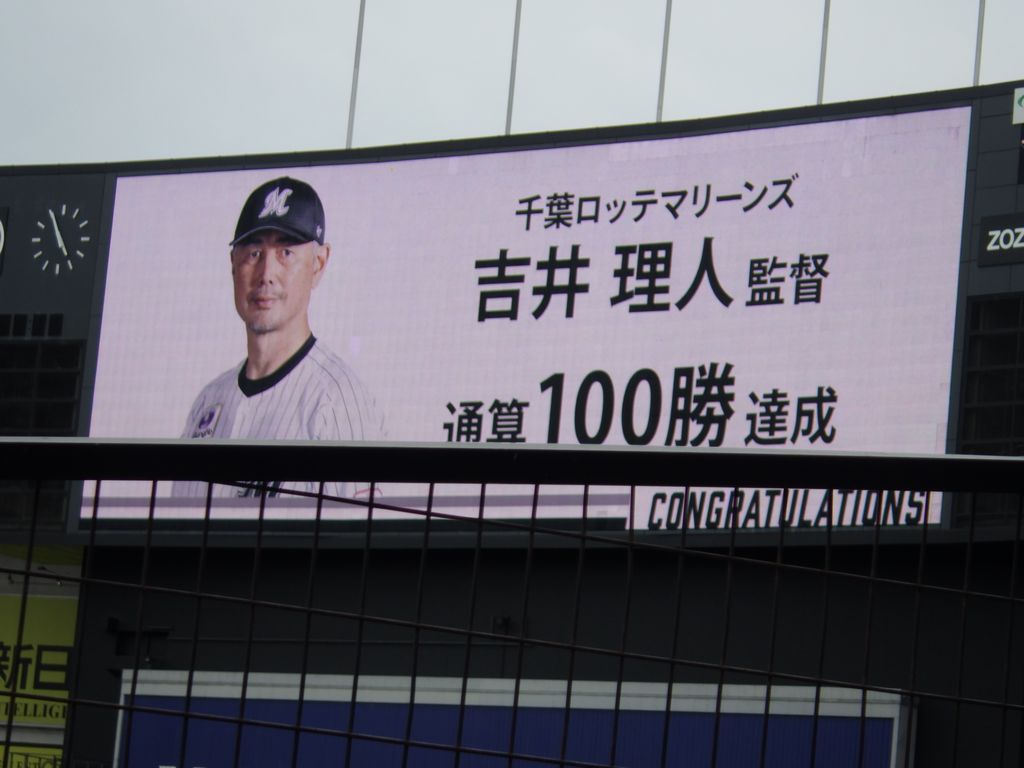 千葉ロッテマリーンズ
吉井 理人 監督
通算 100勝 達成
CONGRATULATIONS
M
ZOZ
新日
TELLIG